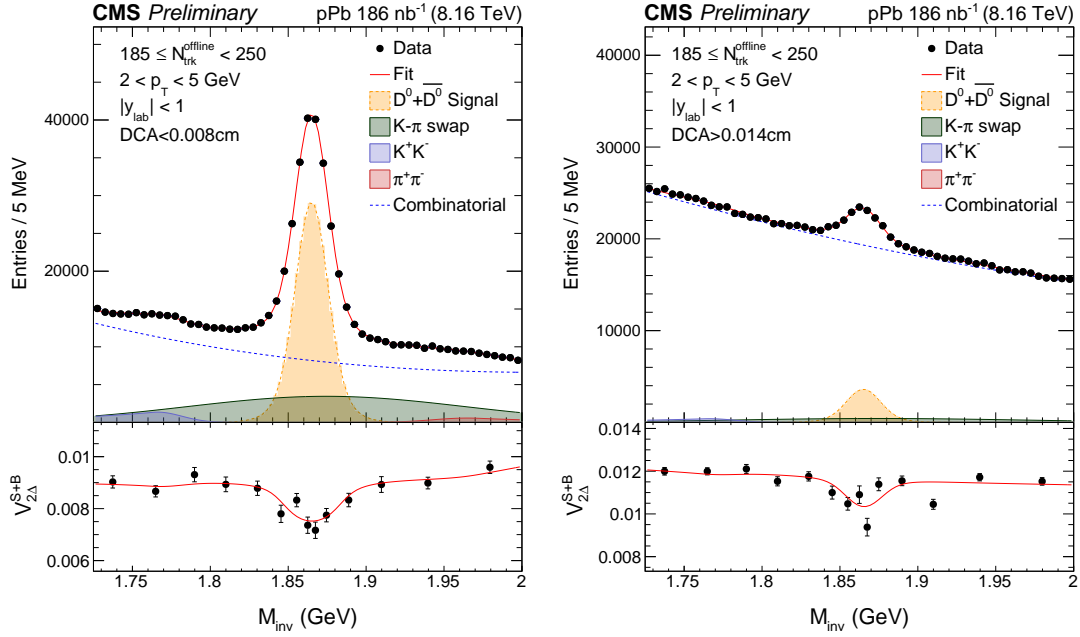 CMS Preliminary
pPb 186 nb⁻¹ (8.16 TeV)
185 ≤ N_trk^offline < 250
2 < p_T < 5 GeV
|y_lab| < 1
DCA<0.008cm
Data
Fit
D⁰+D̅⁰ Signal
K-π swap
K⁺K⁻
π⁺π⁻
Combinatorial
Entries / 5 MeV
40000
20000
V_2Δ^S+B
0.01
0.008
0.006
1.75
1.8
1.85
1.9
1.95
2
M_inv (GeV)
CMS Preliminary
pPb 186 nb⁻¹ (8.16 TeV)
185 ≤ N_trk^offline < 250
2 < p_T < 5 GeV
|y_lab| < 1
DCA>0.014cm
Data
Fit
D⁰+D̅⁰ Signal
K-π swap
K⁺K⁻
π⁺π⁻
Combinatorial
Entries / 5 MeV
40000
30000
20000
10000
V_2Δ^S+B
0.014
0.012
0.01
0.008
1.75
1.8
1.85
1.9
1.95
2
M_inv (GeV)